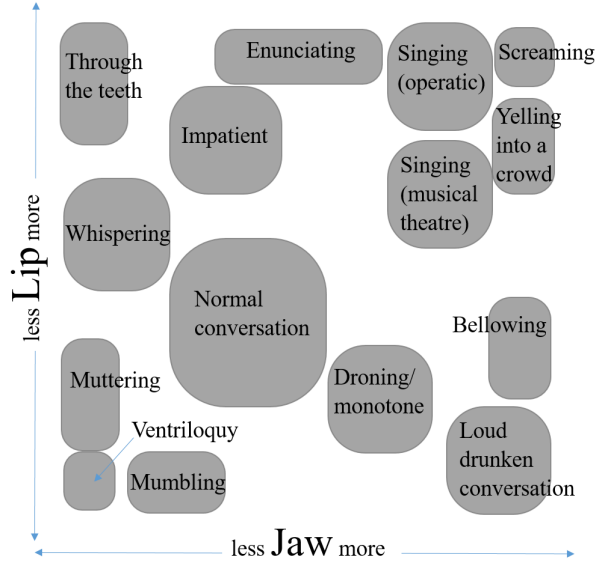 Through
the teeth
Enunciating
Singing
(operatic)
Screaming
Impatient
Yelling
into a
crowd
Singing
(musical
theatre)
Whispering
less Lip more
Normal
conversation
Bellowing
Muttering
Droning/
monotone
Ventriloquy
Loud
drunken
conversation
Mumbling
less Jaw more